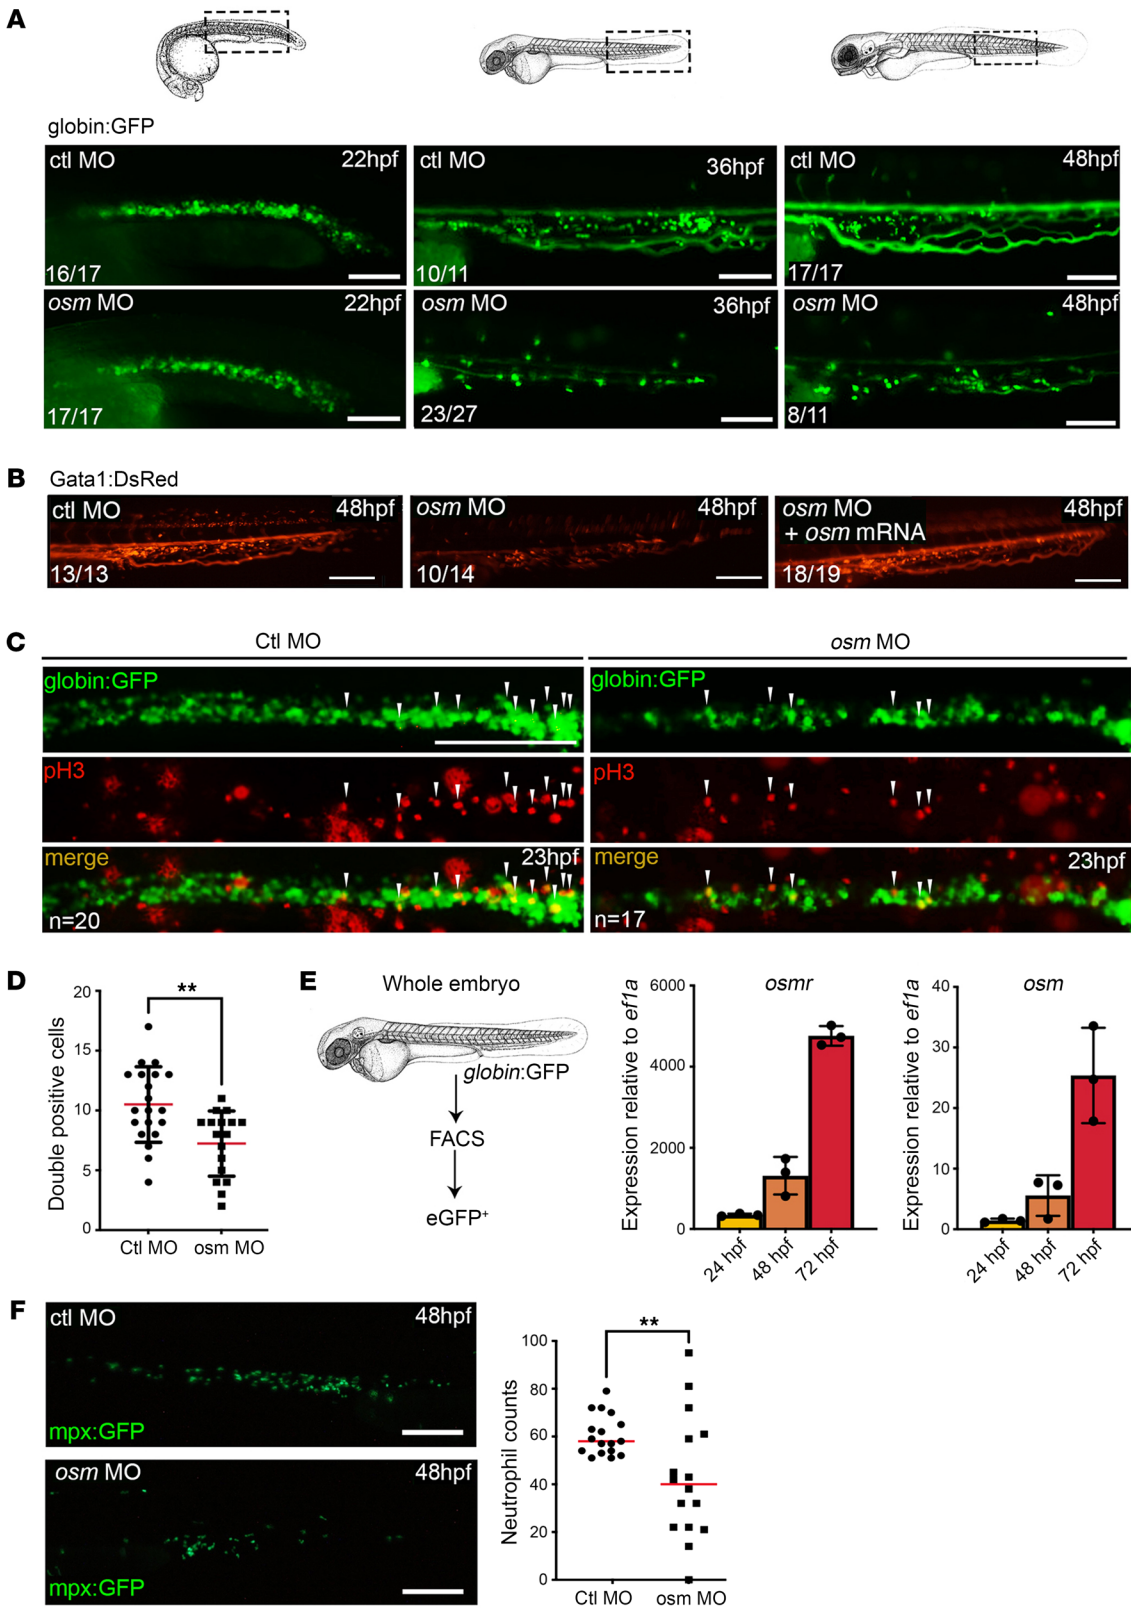 A
globin:GFP
ctl MO 22hpf
16/17
ctl MO 36hpf
10/11
ctl MO 48hpf
17/17
osm MO 22hpf
17/17
osm MO 36hpf
23/27
osm MO 48hpf
8/11
B
Gata1:DsRed
ctl MO 48hpf
13/13
osm MO 48hpf
10/14
osm MO 48hpf
+ osm mRNA
18/19
C
Ctl MO
osm MO
globin:GFP
globin:GFP
pH3
pH3
merge 23hpf
n=20
merge 23hpf
n=17
D
Double positive cells
20
15
10
5
0
**
Ctl MO osm MO
E
Whole embryo
globin:GFP
FACS
eGFP+
osmr
Expression relative to ef1a
6000
4000
2000
0
24 hpf
48 hpf
72 hpf
osm
Expression relative to ef1a
40
30
20
10
0
24 hpf
48 hpf
72 hpf
F
ctl MO 48hpf
mpx:GFP
osm MO 48hpf
mpx:GFP
Neutrophil counts
100
80
60
40
20
0
**
Ctl MO osm MO